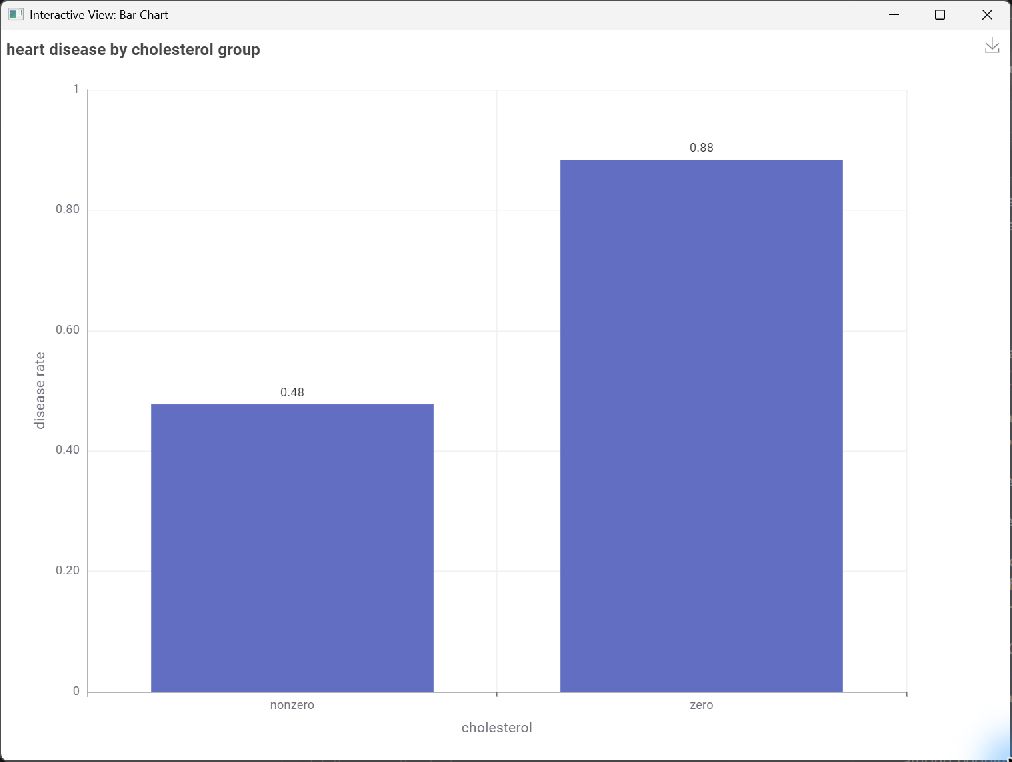 Interactive View: Bar Chart
heart disease by cholesterol group
1
0.88
0.80
0.60
disease rate
0.48
0.40
0.20
0
nonzero
zero
cholesterol